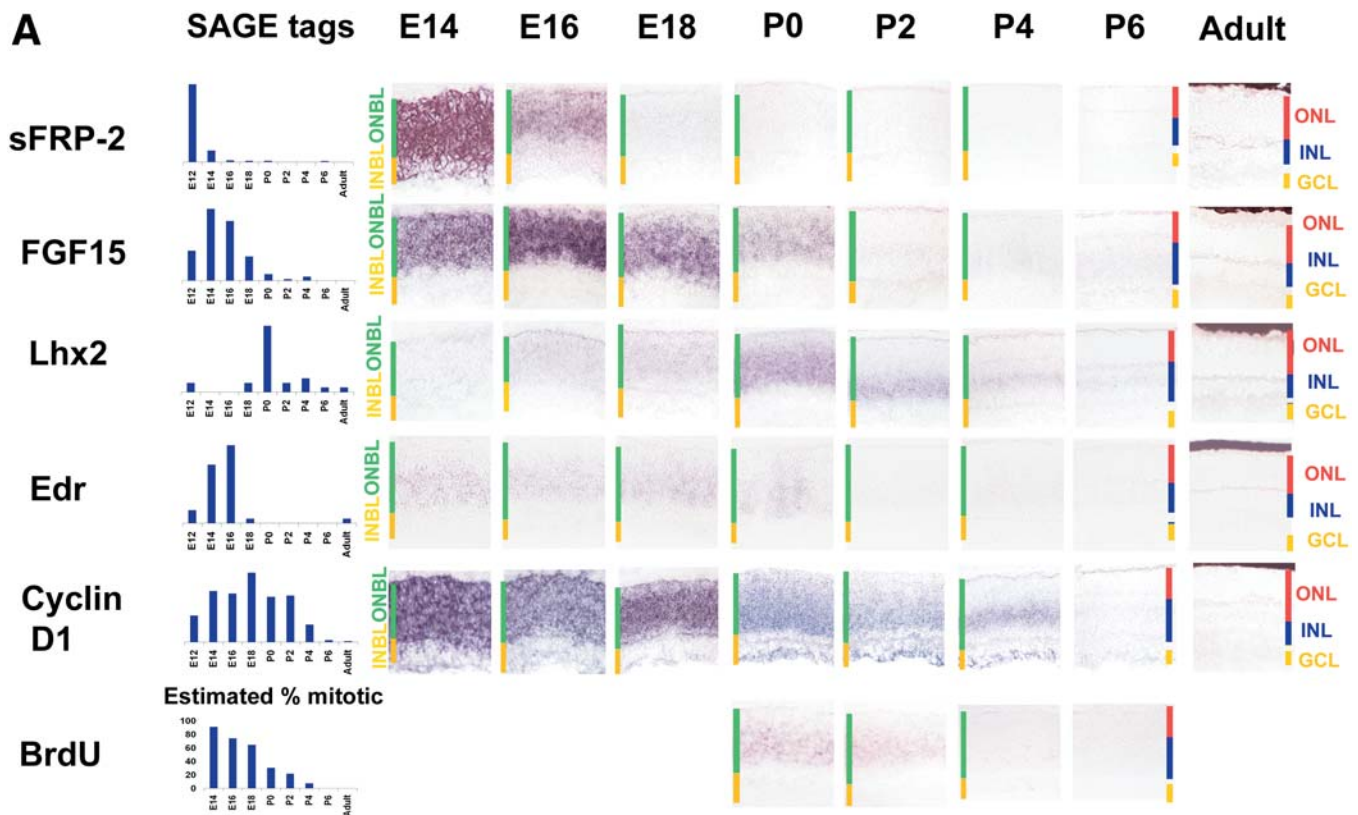 A
SAGE tags E14 E16 E18 P0 P2 P4 P6 Adult
sFRP-2
E12 E14 E16 E18 P0 P2 P4 P6 Adult
INBL ONBL
ONL
INL
GCL
FGF15
E12 E14 E16 E18 P0 P2 P4 P6 Adult
INBL ONBL
ONL
INL
GCL
Lhx2
E12 E14 E16 E18 P0 P2 P4 P6 Adult
INBL ONBL
ONL
INL
GCL
Edr
E12 E14 E16 E18 P0 P2 P4 P6 Adult
INBL ONBL
ONL
INL
GCL
Cyclin
D1
E12 E14 E16 E18 P0 P2 P4 P6 Adult
INBL ONBL
ONL
INL
GCL
Estimated % mitotic
BrdU
100
80
60
40
20
0
E14 E16 E18 P0 P2 P4 P6 Adult